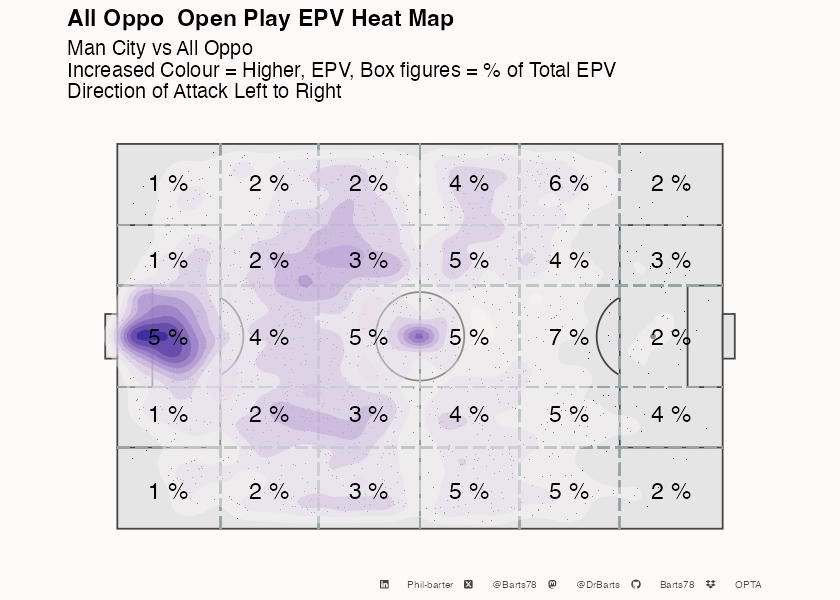 All Oppo  Open Play EPV Heat Map
Man City vs All Oppo
Increased Colour = Higher, EPV, Box figures = % of Total EPV
Direction of Attack Left to Right
1 % 2 % 2 % 4 % 6 % 2 %
1 % 2 % 3 % 5 % 4 % 3 %
5 % 4 % 5 % 5 % 7 % 2 %
1 % 2 % 3 % 4 % 5 % 4 %
1 % 2 % 3 % 5 % 5 % 2 %
Phil-barter @Barts78 @DrBarts Barts78 OPTA